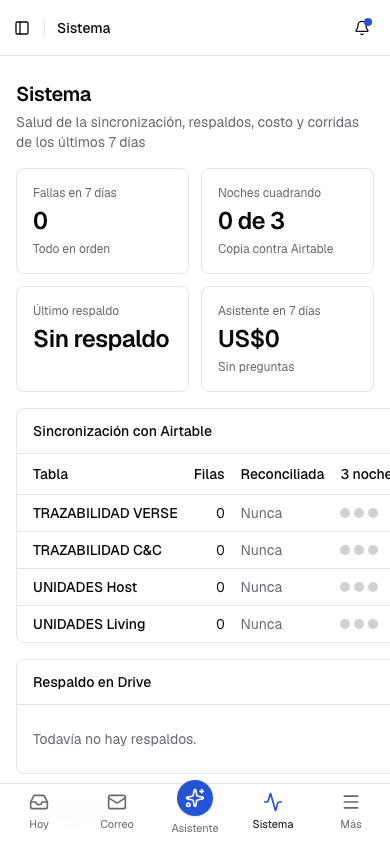 Sistema
Sistema
Salud de la sincronización, respaldos, costo y corridas
de los últimos 7 días
Fallas en 7 días
0
Todo en orden
Noches cuadrando
0 de 3
Copia contra Airtable
Último respaldo
Sin respaldo
Asistente en 7 días
US$0
Sin preguntas
Sincronización con Airtable
Tabla Filas Reconciliada 3 noche
TRAZABILIDAD VERSE 0 Nunca
TRAZABILIDAD C&C 0 Nunca
UNIDADES Host 0 Nunca
UNIDADES Living 0 Nunca
Respaldo en Drive
Todavía no hay respaldos.
Hoy Correo Asistente Sistema Más